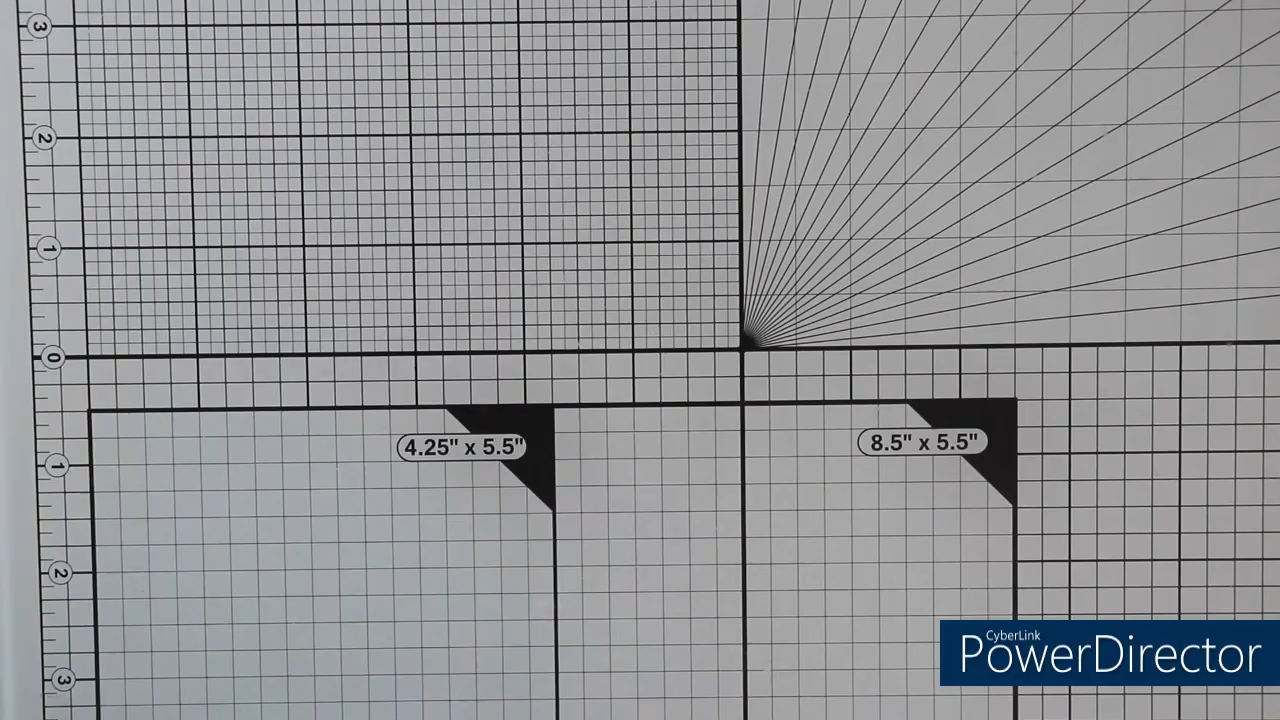 3
2
1
0
4.25" x 5.5"
8.5" x 5.5"
1
2
3
CyberLink
PowerDirector